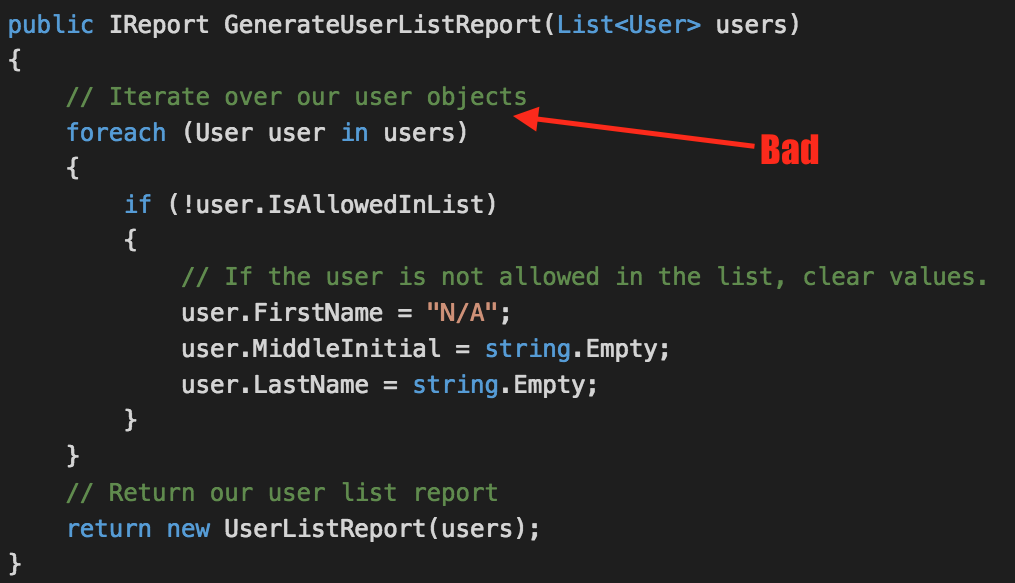 public IReport GenerateUserListReport(List<User> users)
{
    // Iterate over our user objects
    foreach (User user in users)
Bad
    {
        if (!user.IsAllowedInList)
        {
            // If the user is not allowed in the list, clear values.
            user.FirstName = "N/A";
            user.MiddleInitial = string.Empty;
            user.LastName = string.Empty;
        }
    }
    // Return our user list report
    return new UserListReport(users);
}